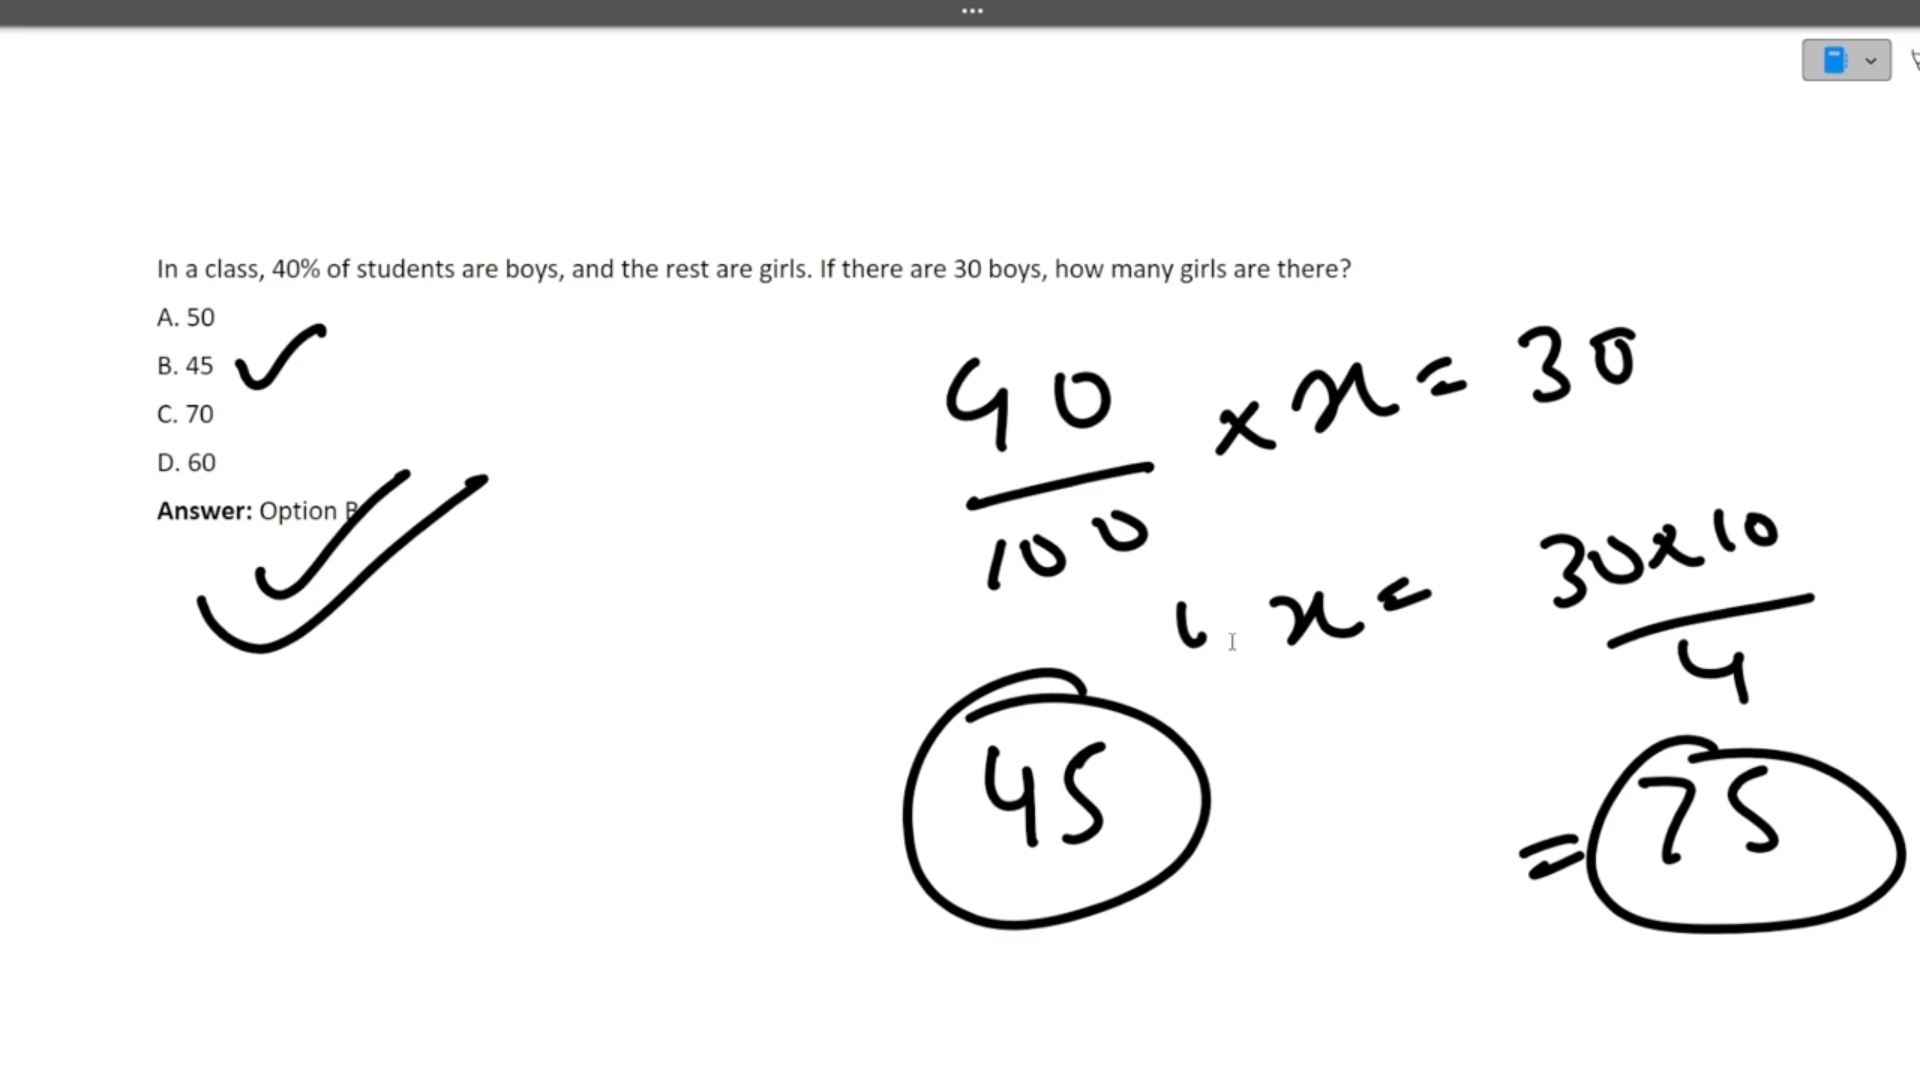 In a class, 40% of students are boys, and the rest are girls. If there are 30 boys, how many girls are there?
A. 50
B. 45
C. 70
D. 60
Answer: Option B
40/100 × x = 30
x = 30×10/4
= 75
45